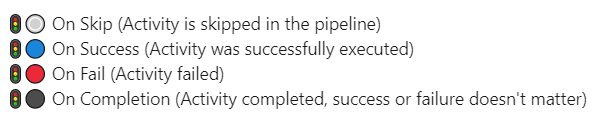 On Skip (Activity is skipped in the pipeline)
On Success (Activity was successfully executed)
On Fail (Activity failed)
On Completion (Activity completed, success or failure doesn't matter)